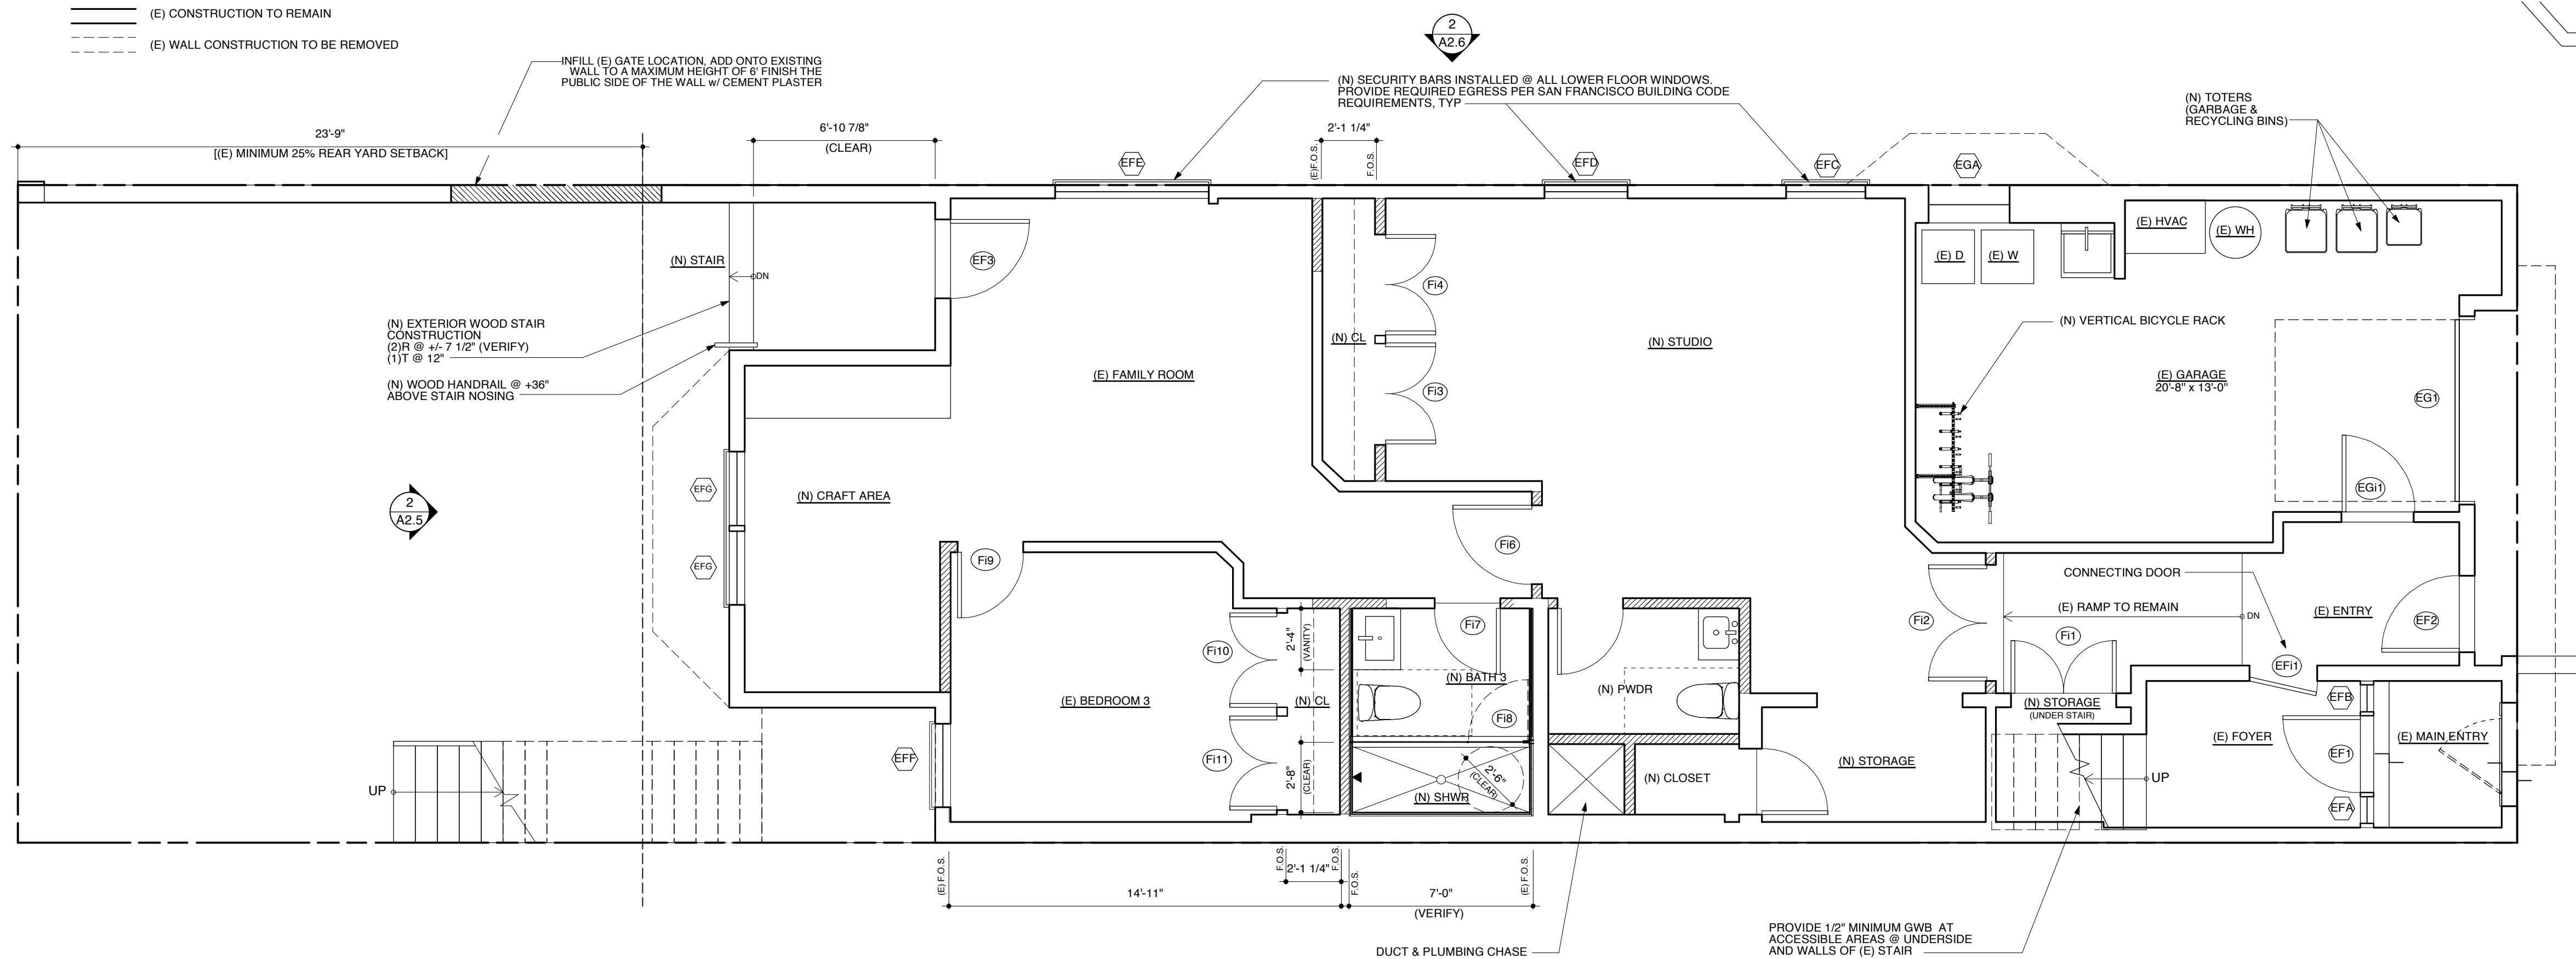 (E) CONSTRUCTION TO REMAIN
(E) WALL CONSTRUCTION TO BE REMOVED
INFILL (E) GATE LOCATION, ADD ONTO EXISTING
WALL TO A MAXIMUM HEIGHT OF 6' FINISH THE
PUBLIC SIDE OF THE WALL w/ CEMENT PLASTER
2
A2.6
(N) SECURITY BARS INSTALLED @ ALL LOWER FLOOR WINDOWS.
PROVIDE REQUIRED EGRESS PER SAN FRANCISCO BUILDING CODE
REQUIREMENTS, TYP
(N) TOTERS
(GARBAGE &
RECYCLING BINS)
23'-9"
[(E) MINIMUM 25% REAR YARD SETBACK]
6'-10 7/8"
(CLEAR)
2'-1 1/4"
(E)F.O.S.
F.O.S.
EFE
EFD
EFC
EGA
(N) STAIR
DN
EF3
(N) EXTERIOR WOOD STAIR
CONSTRUCTION
(2)R @ +/- 7 1/2" (VERIFY)
(1)T @ 12"
(N) WOOD HANDRAIL @ +36"
ABOVE STAIR NOSING
(E) FAMILY ROOM
(N) CL
Fi4
Fi3
(N) STUDIO
(E) D
(E) W
(E) HVAC
(E) WH
(N) VERTICAL BICYCLE RACK
(E) GARAGE
20'-8" x 13'-0"
EG1
EGi1
2
A2.5
EFG
EFG
(N) CRAFT AREA
Fi9
Fi6
CONNECTING DOOR
(E) RAMP TO REMAIN
DN
(E) ENTRY
EF2
Fi2
Fi1
EFi1
Fi10
2'-4"
(VANITY)
Fi7
(N) BATH 3
(N) PWDR
(E) BEDROOM 3
(N) CL
Fi8
(N) STORAGE
(UNDER STAIR)
EFB
EFF
Fi11
2'-8"
(CLEAR)
2'-6"
(CLEAR)
(N) SHWR
(N) CLOSET
(N) STORAGE
(E) FOYER
EF1
(E) MAIN ENTRY
EFA
UP
UP
(E) F.O.S.
F.O.S.
2'-1 1/4"
F.O.S.
F.O.S.
(E) F.O.S.
14'-11"
7'-0"
(VERIFY)
DUCT & PLUMBING CHASE
PROVIDE 1/2" MINIMUM GWB AT
ACCESSIBLE AREAS @ UNDERSIDE
AND WALLS OF (E) STAIR